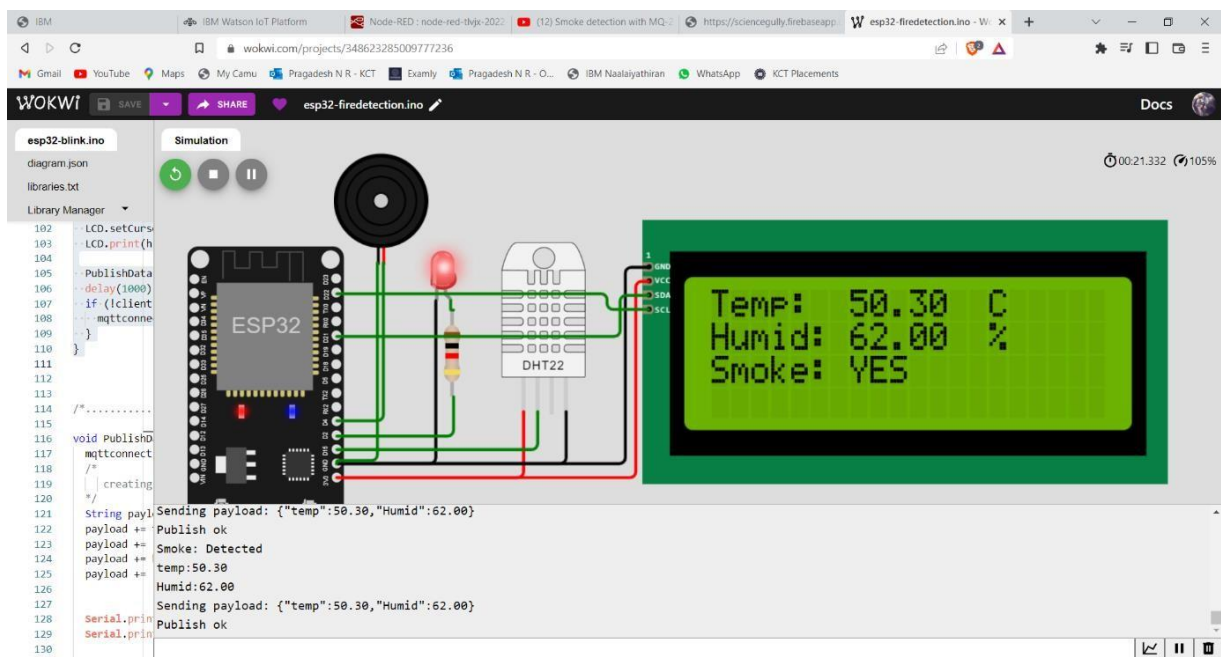 IBM
IBM Watson IoT Platform
Node-RED : node-red-tlvjx-2022
(12) Smoke detection with MQ-2
https://sciencegully.firebaseapp
esp32-firedetection.ino - Wo
wokwi.com/projects/348623285009777236
Gmail
YouTube
Maps
My Camu
Pragadesh N R - KCT
Examly
Pragadesh N R - O...
IBM Naalaiyathiran
WhatsApp
KCT Placements
WOKWi
SAVE
SHARE
esp32-firedetection.ino
Docs
esp32-blink.ino
diagram.json
libraries.txt
Library Manager
Simulation
00:21.332
105%
102 LCD.setCurs
103 LCD.print(h
104
105 PublishData
106 delay(1000)
107 if (!client
108 mqttconne
109 }
110 }
111
112
113
114 /*...........
115
116 void PublishD
117 mqttconnect
118 /*
119 creating
120 */
121 String payl
122 payload +=
123 payload +=
124 payload +=
125 payload +=
126
127
128 Serial.prin
129 Serial.prin
130
ESP32
DHT22
1
GND
VCC
SDA
SCL
Temp: 50.30 C
Humid: 62.00 %
Smoke: YES
Sending payload: {"temp":50.30,"Humid":62.00}
Publish ok
Smoke: Detected
temp:50.30
Humid:62.00
Sending payload: {"temp":50.30,"Humid":62.00}
Publish ok